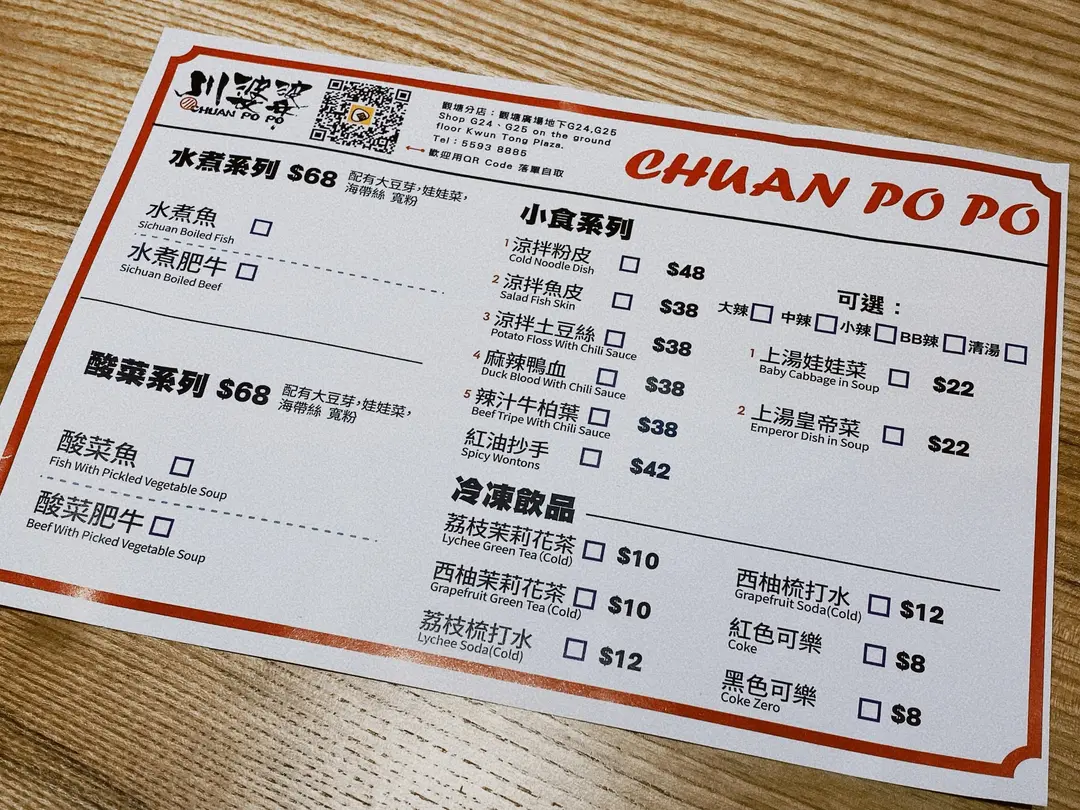 川婆婆
CHUAN PO PO
觀塘分店：觀塘廣場地下G24,G25
Shop G24、G25 on the ground
floor Kwun Tong Plaza.
Tel：5593 8885
歡迎用QR Code 落單自取
CHUAN PO PO
水煮系列 $68
配有大豆芽,娃娃菜,
海帶絲 寬粉
水煮魚
Sichuan Boiled Fish
水煮肥牛
Sichuan Boiled Beef
酸菜系列 $68
配有大豆芽,娃娃菜,
海帶絲 寬粉
酸菜魚
Fish With Pickled Vegetable Soup
酸菜肥牛
Beef With Picked Vegetable Soup
小食系列
1 涼拌粉皮 $48
Cold Noodle Dish
2 涼拌魚皮 $38
Salad Fish Skin
3 涼拌土豆絲 $38
Potato Floss With Chili Sauce
4 麻辣鴨血 $38
Duck Blood With Chili Sauce
5 辣汁牛柏葉 $38
Beef Tripe With Chili Sauce
紅油抄手 $42
Spicy Wontons
可選：
大辣 中辣 小辣 BB辣 清湯
1 上湯娃娃菜 $22
Baby Cabbage in Soup
2 上湯皇帝菜 $22
Emperor Dish in Soup
冷凍飲品
荔枝茉莉花茶 $10
Lychee Green Tea (Cold)
西柚茉莉花茶 $10
Grapefruit Green Tea (Cold)
荔枝梳打水 $12
Lychee Soda(Cold)
西柚梳打水 $12
Grapefruit Soda(Cold)
紅色可樂 $8
Coke
黑色可樂 $8
Coke Zero